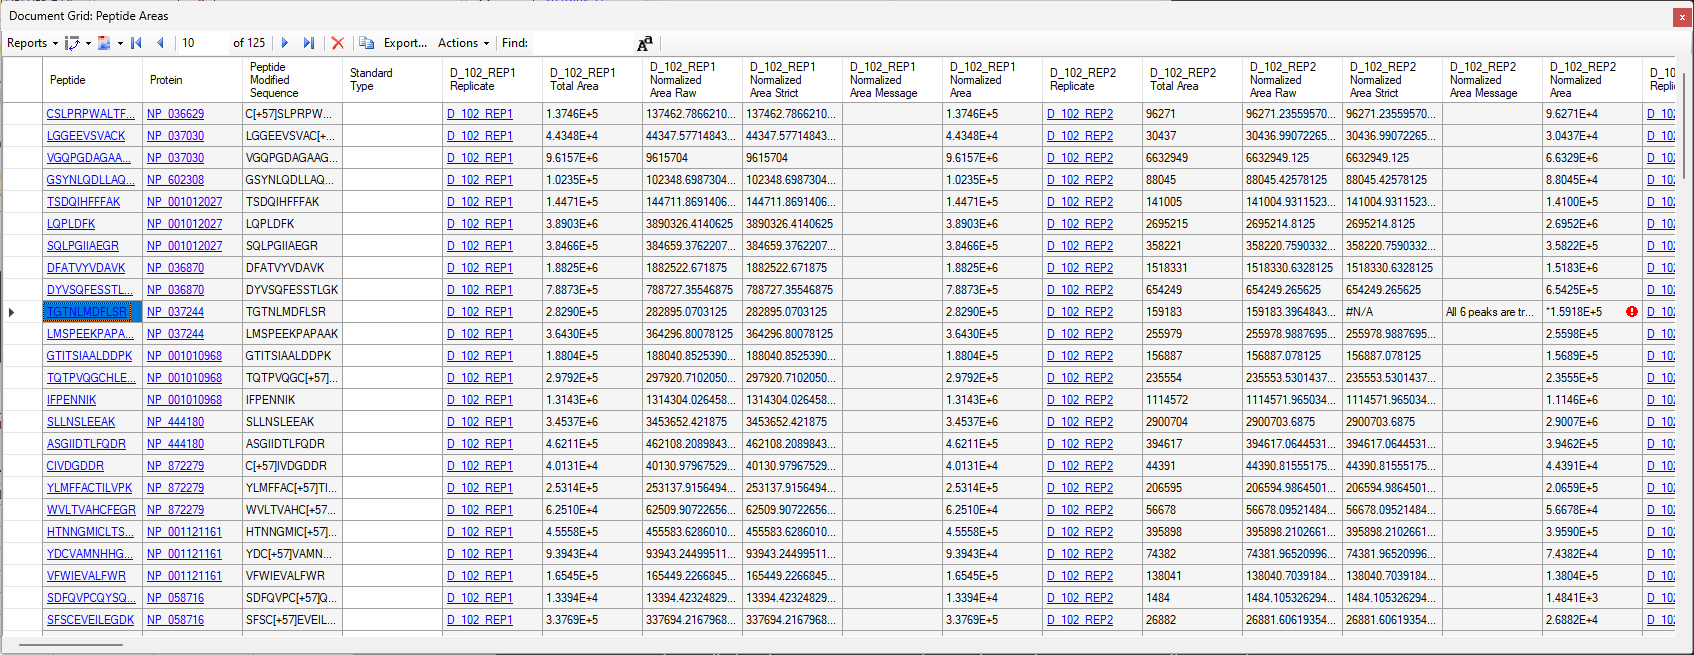 Document Grid: Peptide Areas
Reports 10 of 125 Export... Actions Find:
Peptide Protein Peptide Modified Sequence Standard Type D_102_REP1 Replicate D_102_REP1 Total Area D_102_REP1 Normalized Area Raw D_102_REP1 Normalized Area Strict D_102_REP1 Normalized Area Message D_102_REP1 Normalized Area D_102_REP2 Replicate D_102_REP2 Total Area D_102_REP2 Normalized Area Raw D_102_REP2 Normalized Area Strict D_102_REP2 Normalized Area Message D_102_REP2 Normalized Area D_10 Repli
CSLPRPWALTF... NP_036629 C[+57]SLPRPW... D_102_REP1 1.3746E+5 137462.7866210... 137462.7866210... 1.3746E+5 D_102_REP2 96271 96271.23559570... 96271.23559570... 9.6271E+4 D_102
LGGEEVSVACK NP_037030 LGGEEVSVAC[+... D_102_REP1 4.4348E+4 44347.57714843... 44347.57714843... 4.4348E+4 D_102_REP2 30437 30436.99072265... 30436.99072265... 3.0437E+4 D_102
VGQPGDAGAA... NP_037030 VGQPGDAGAAG... D_102_REP1 9.6157E+6 9615704 9615704 9.6157E+6 D_102_REP2 6632949 6632949.125 6632949.125 6.6329E+6 D_102
GSYNLQDLLAQ... NP_602308 GSYNLQDLLAQ... D_102_REP1 1.0235E+5 102348.6987304... 102348.6987304... 1.0235E+5 D_102_REP2 88045 88045.42578125 88045.42578125 8.8045E+4 D_102
TSDQIHFFFAK NP_001012027 TSDQIHFFFAK D_102_REP1 1.4471E+5 144711.8691406... 144711.8691406... 1.4471E+5 D_102_REP2 141005 141004.9311523... 141004.9311523... 1.4100E+5 D_102
LQPLDFK NP_001012027 LQPLDFK D_102_REP1 3.8903E+6 3890326.4140625 3890326.4140625 3.8903E+6 D_102_REP2 2695215 2695214.8125 2695214.8125 2.6952E+6 D_102
SQLPGIIAEGR NP_001012027 SQLPGIIAEGR D_102_REP1 3.8466E+5 384659.3762207... 384659.3762207... 3.8466E+5 D_102_REP2 358221 358220.7590332... 358220.7590332... 3.5822E+5 D_102
DFATVYVDAVK NP_036870 DFATVYVDAVK D_102_REP1 1.8825E+6 1882522.671875 1882522.671875 1.8825E+6 D_102_REP2 1518331 1518330.6328125 1518330.6328125 1.5183E+6 D_102
DYVSQFESSTL... NP_036870 DYVSQFESSTLGK D_102_REP1 7.8873E+5 788727.35546875 788727.35546875 7.8873E+5 D_102_REP2 654249 654249.265625 654249.265625 6.5425E+5 D_102
TGTNLMDFLSR NP_037244 TGTNLMDFLSR D_102_REP1 2.8290E+5 282895.0703125 282895.0703125 2.8290E+5 D_102_REP2 159183 159183.3964843... #N/A All 6 peaks are tr... *1.5918E+5 D_102
LMSPEEKPAPA... NP_037244 LMSPEEKPAPAAK D_102_REP1 3.6430E+5 364296.80078125 364296.80078125 3.6430E+5 D_102_REP2 255979 255978.9887695... 255978.9887695... 2.5598E+5 D_102
GTITSIAALDDPK NP_001010968 GTITSIAALDDPK D_102_REP1 1.8804E+5 188040.8525390... 188040.8525390... 1.8804E+5 D_102_REP2 156887 156887.078125 156887.078125 1.5689E+5 D_102
TQTPVQGCHLE... NP_001010968 TQTPVQGC[+57]... D_102_REP1 2.9792E+5 297920.7102050... 297920.7102050... 2.9792E+5 D_102_REP2 235554 235553.5301437... 235553.5301437... 2.3555E+5 D_102
IFPENNIK NP_001010968 IFPENNIK D_102_REP1 1.3143E+6 1314304.026458... 1314304.026458... 1.3143E+6 D_102_REP2 1114572 1114571.965034... 1114571.965034... 1.1146E+6 D_102
SLLNSLEEAK NP_444180 SLLNSLEEAK D_102_REP1 3.4537E+6 3453652.421875 3453652.421875 3.4537E+6 D_102_REP2 2900704 2900703.6875 2900703.6875 2.9007E+6 D_102
ASGIIDTLFQDR NP_444180 ASGIIDTLFQDR D_102_REP1 4.6211E+5 462108.2089843... 462108.2089843... 4.6211E+5 D_102_REP2 394617 394617.0644531... 394617.0644531... 3.9462E+5 D_102
CIVDGDDR NP_872279 C[+57]IVDGDDR D_102_REP1 4.0131E+4 40130.97967529... 40130.97967529... 4.0131E+4 D_102_REP2 44391 44390.81555175... 44390.81555175... 4.4391E+4 D_102
YLMFFACTILVPK NP_872279 YLMFFAC[+57]TI... D_102_REP1 2.5314E+5 253137.9156494... 253137.9156494... 2.5314E+5 D_102_REP2 206595 206594.9864501... 206594.9864501... 2.0659E+5 D_102
WVLTVAHCFEGR NP_872279 WVLTVAHC[+57... D_102_REP1 6.2510E+4 62509.90722656... 62509.90722656... 6.2510E+4 D_102_REP2 56678 56678.09521484... 56678.09521484... 5.6678E+4 D_102
HTNNGMICLTS... NP_001121161 HTNNGMIC[+57]... D_102_REP1 4.5558E+5 455583.6286010... 455583.6286010... 4.5558E+5 D_102_REP2 395898 395898.2102661... 395898.2102661... 3.9590E+5 D_102
YDCVAMNHHG... NP_001121161 YDC[+57]VAMN... D_102_REP1 9.3943E+4 93943.24499511... 93943.24499511... 9.3943E+4 D_102_REP2 74382 74381.96520996... 74381.96520996... 7.4382E+4 D_102
VFWIEVALFWR NP_001121161 VFWIEVALFWR D_102_REP1 1.6545E+5 165449.2266845... 165449.2266845... 1.6545E+5 D_102_REP2 138041 138040.7039184... 138040.7039184... 1.3804E+5 D_102
SDFQVPCQYSQ... NP_058716 SDFQVPC[+57]Q... D_102_REP1 1.3394E+4 13394.42324829... 13394.42324829... 1.3394E+4 D_102_REP2 1484 1484.105326294... 1484.105326294... 1.4841E+3 D_102
SFSCEVEILEGDK NP_058716 SFSC[+57]EVEIL... D_102_REP1 3.3769E+5 337694.2167968... 337694.2167968... 3.3769E+5 D_102_REP2 26882 26881.60619354... 26881.60619354... 2.6882E+4 D_102